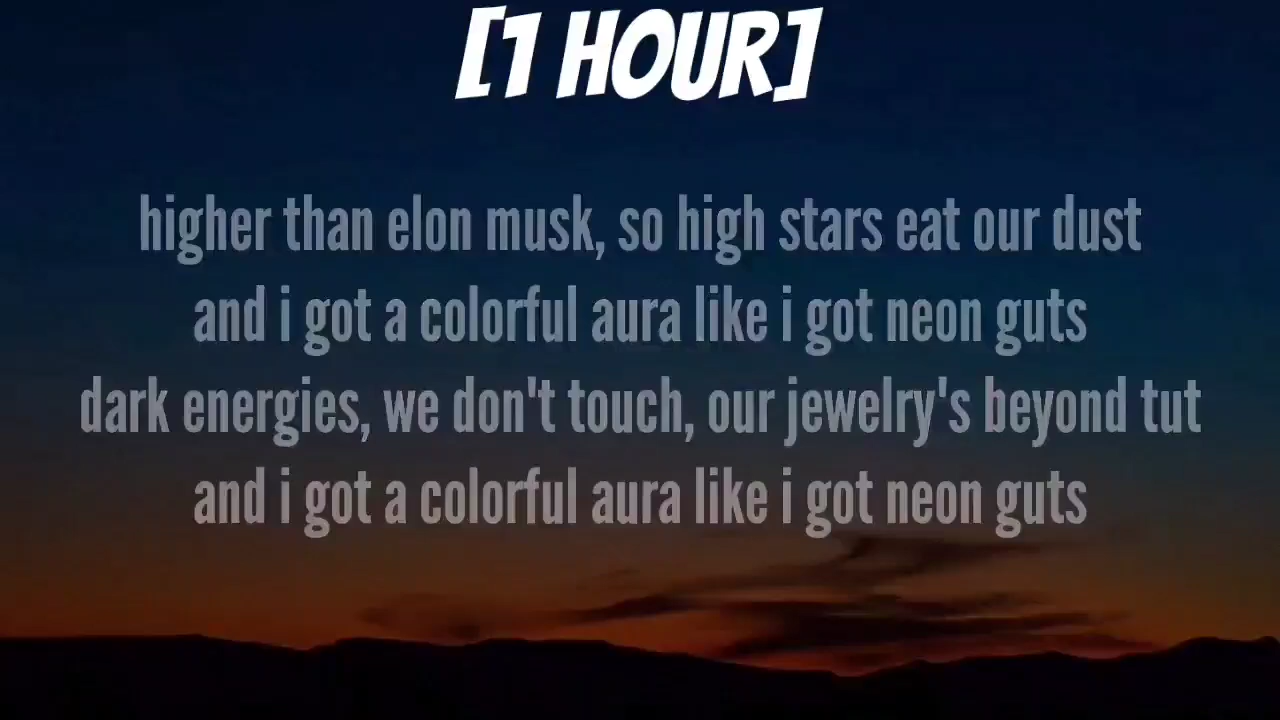 [1 HOUR]
higher than elon musk, so high stars eat our dust
and i got a colorful aura like i got neon guts
dark energies, we don't touch, our jewelry's beyond tut
and i got a colorful aura like i got neon guts